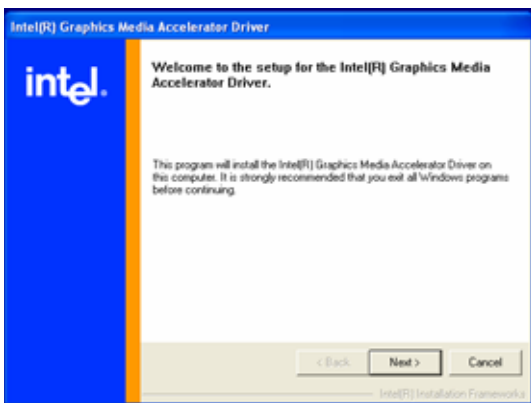 Intel(R) Graphics Media Accelerator Driver
intel.
Welcome to the setup for the Intel(R) Graphics Media
Accelerator Driver.
This program will install the Intel(R) Graphics Media Accelerator Driver on
this computer. It is strongly recommended that you exit all Windows programs
before continuing.
< Back
Next >
Cancel
Intel(R) Installation Frameworks